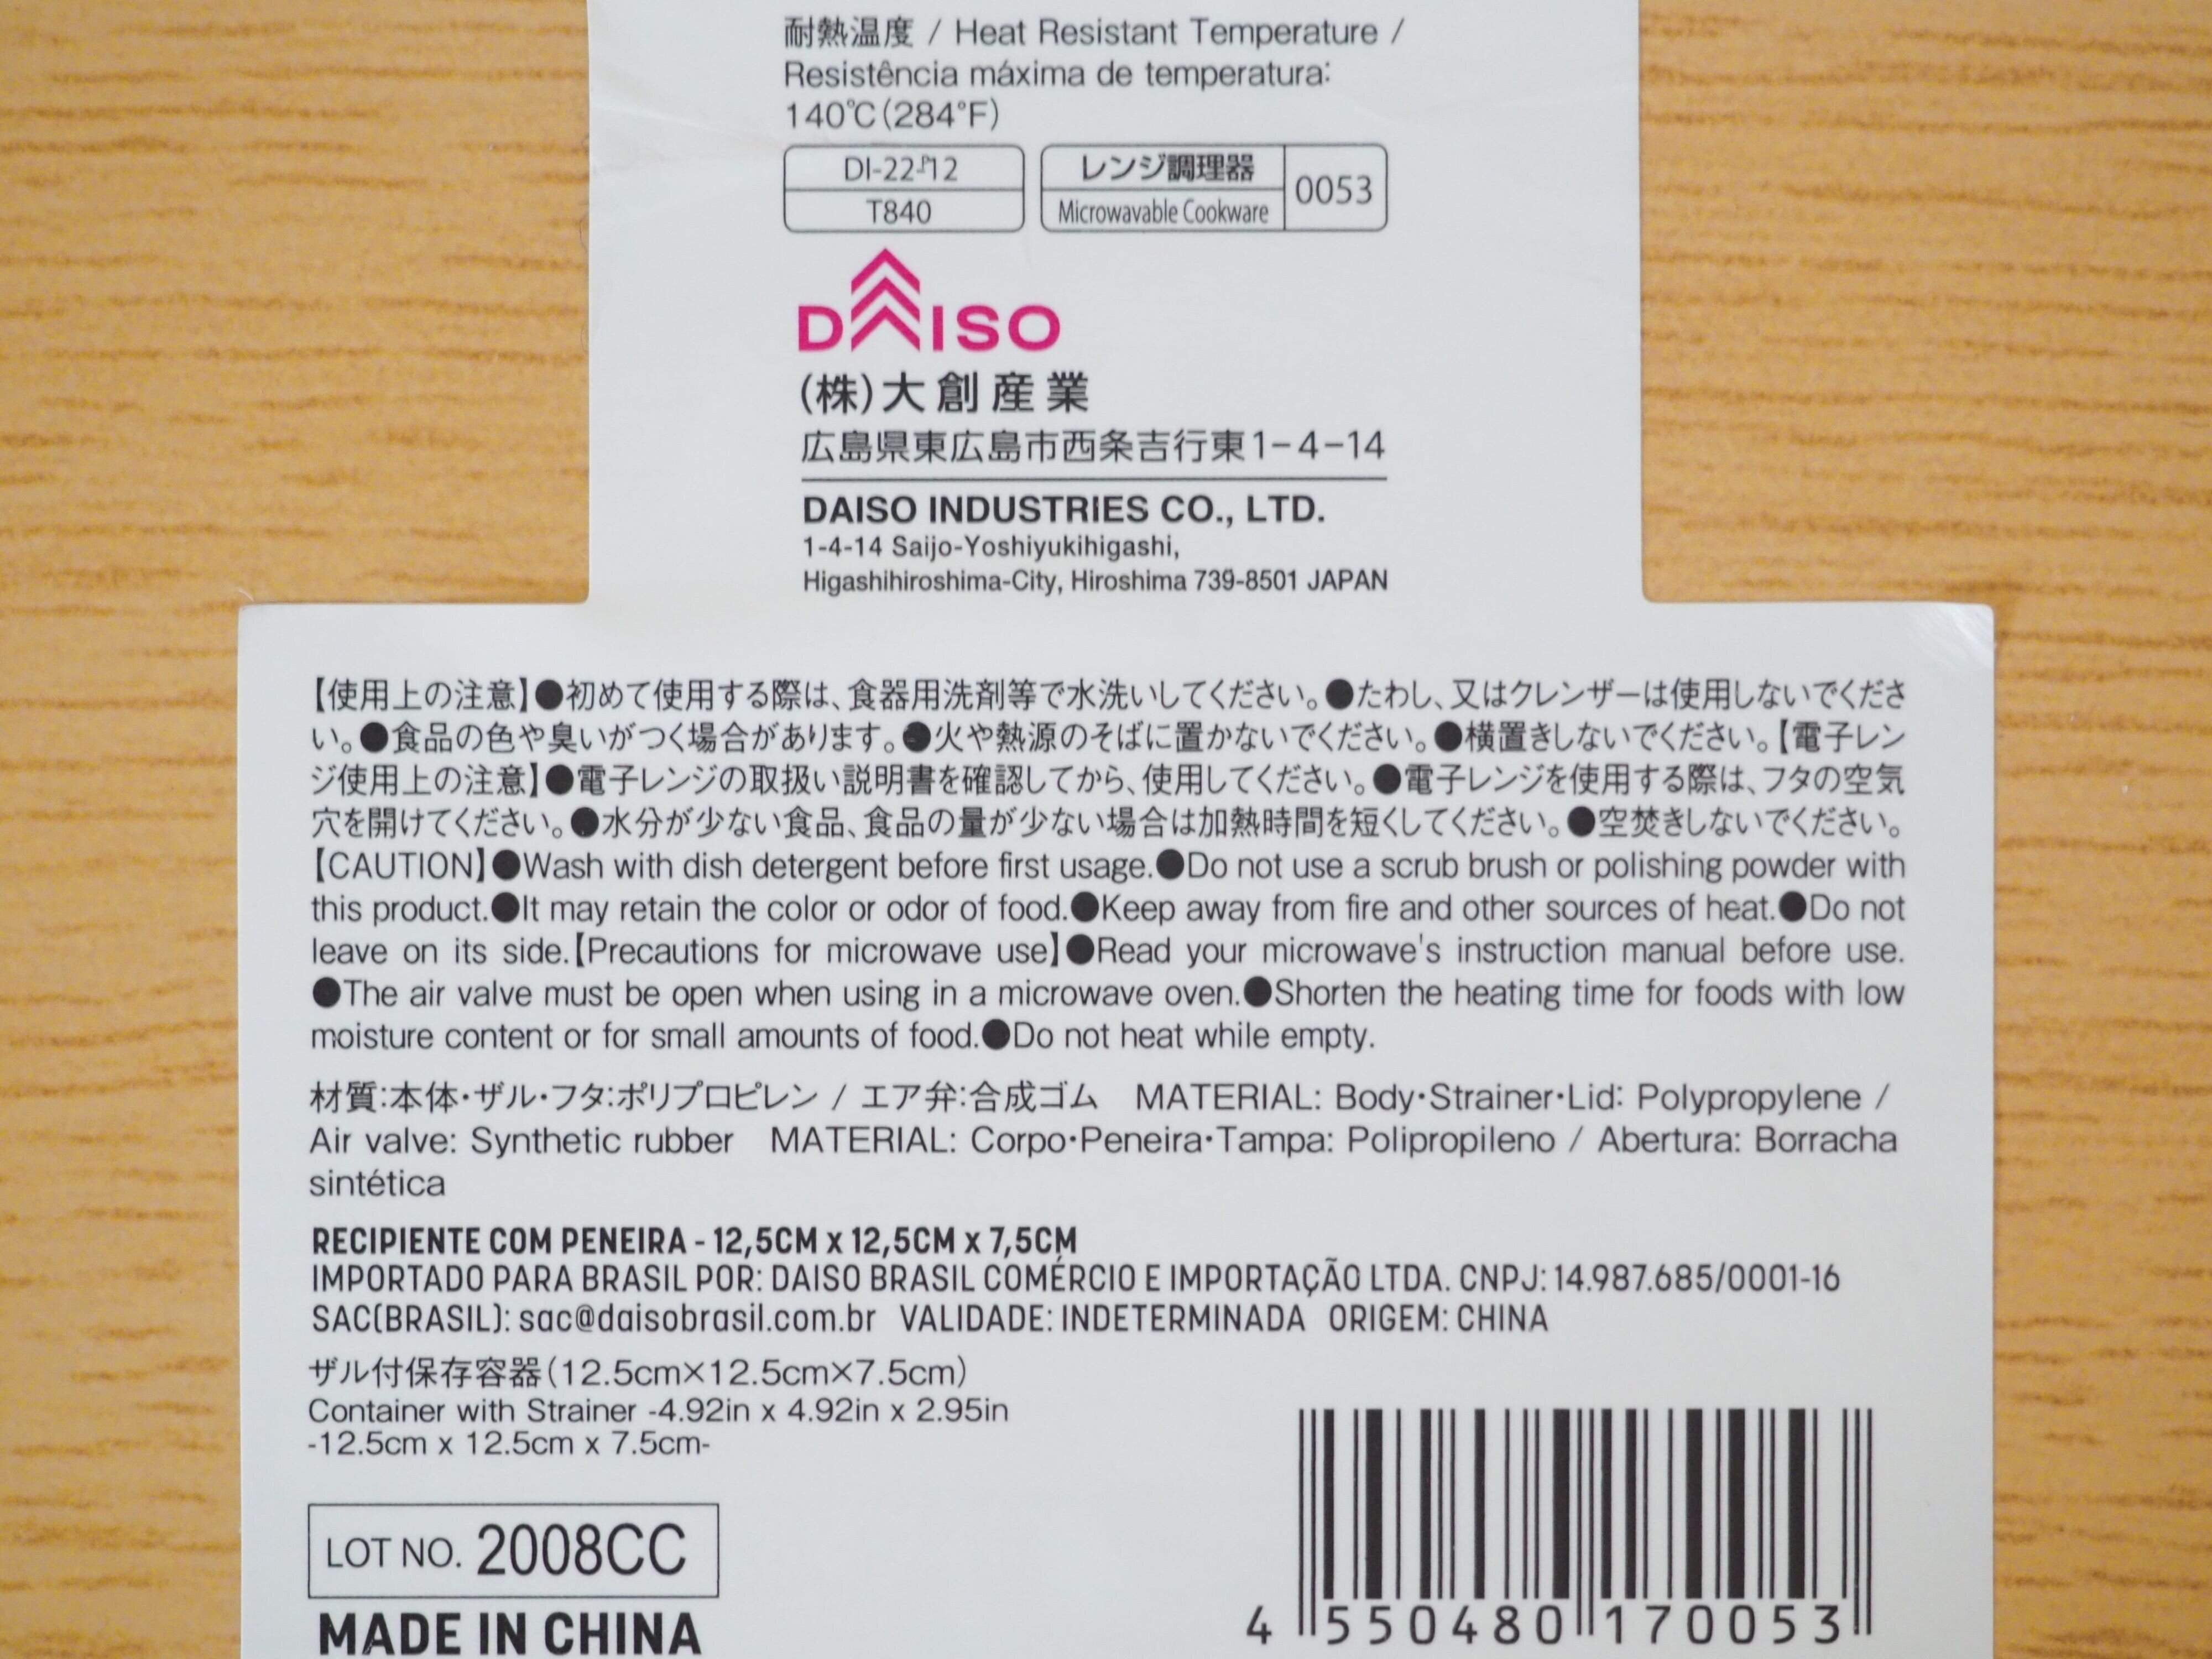 耐熱温度 / Heat Resistant Temperature /
Resistência máxima de temperatura:
140℃(284°F)
DI-22-P12
T840
レンジ調理器
Microwavable Cookware
0053
DAISO
(株)大創産業
広島県東広島市西条吉行東1-4-14
DAISO INDUSTRIES CO., LTD.
1-4-14 Saijo-Yoshiyukihigashi,
Higashihiroshima-City, Hiroshima 739-8501 JAPAN
【使用上の注意】●初めて使用する際は、食器用洗剤等で水洗いしてください。●たわし、又はクレンザーは使用しないでくださ
い。●食品の色や臭いがつく場合があります。●火や熱源のそばに置かないでください。●横置きしないでください。【電子レン
ジ使用上の注意】●電子レンジの取扱い説明書を確認してから、使用してください。●電子レンジを使用する際は、フタの空気
穴を開けてください。●水分が少ない食品、食品の量が少ない場合は加熱時間を短くしてください。●空焚きしないでください。
【CAUTION】●Wash with dish detergent before first usage.●Do not use a scrub brush or polishing powder with
this product.●It may retain the color or odor of food.●Keep away from fire and other sources of heat.●Do not
leave on its side.【Precautions for microwave use】●Read your microwave's instruction manual before use.
●The air valve must be open when using in a microwave oven.●Shorten the heating time for foods with low
moisture content or for small amounts of food.●Do not heat while empty.
材質:本体・ザル・フタ:ポリプロピレン / エア弁:合成ゴム MATERIAL: Body・Strainer・Lid: Polypropylene /
Air valve: Synthetic rubber MATERIAL: Corpo・Peneira・Tampa: Polipropileno / Abertura: Borracha
sintética
RECIPIENTE COM PENEIRA - 12,5CM x 12,5CM x 7,5CM
IMPORTADO PARA BRASIL POR: DAISO BRASIL COMÉRCIO E IMPORTAÇÃO LTDA. CNPJ: 14.987.685/0001-16
SAC(BRASIL): sac@daisobrasil.com.br VALIDADE: INDETERMINADA ORIGEM: CHINA
ザル付保存容器(12.5cm×12.5cm×7.5cm)
Container with Strainer -4.92in x 4.92in x 2.95in
-12.5cm x 12.5cm x 7.5cm-
LOT NO. 2008CC
MADE IN CHINA
4 550480 170053